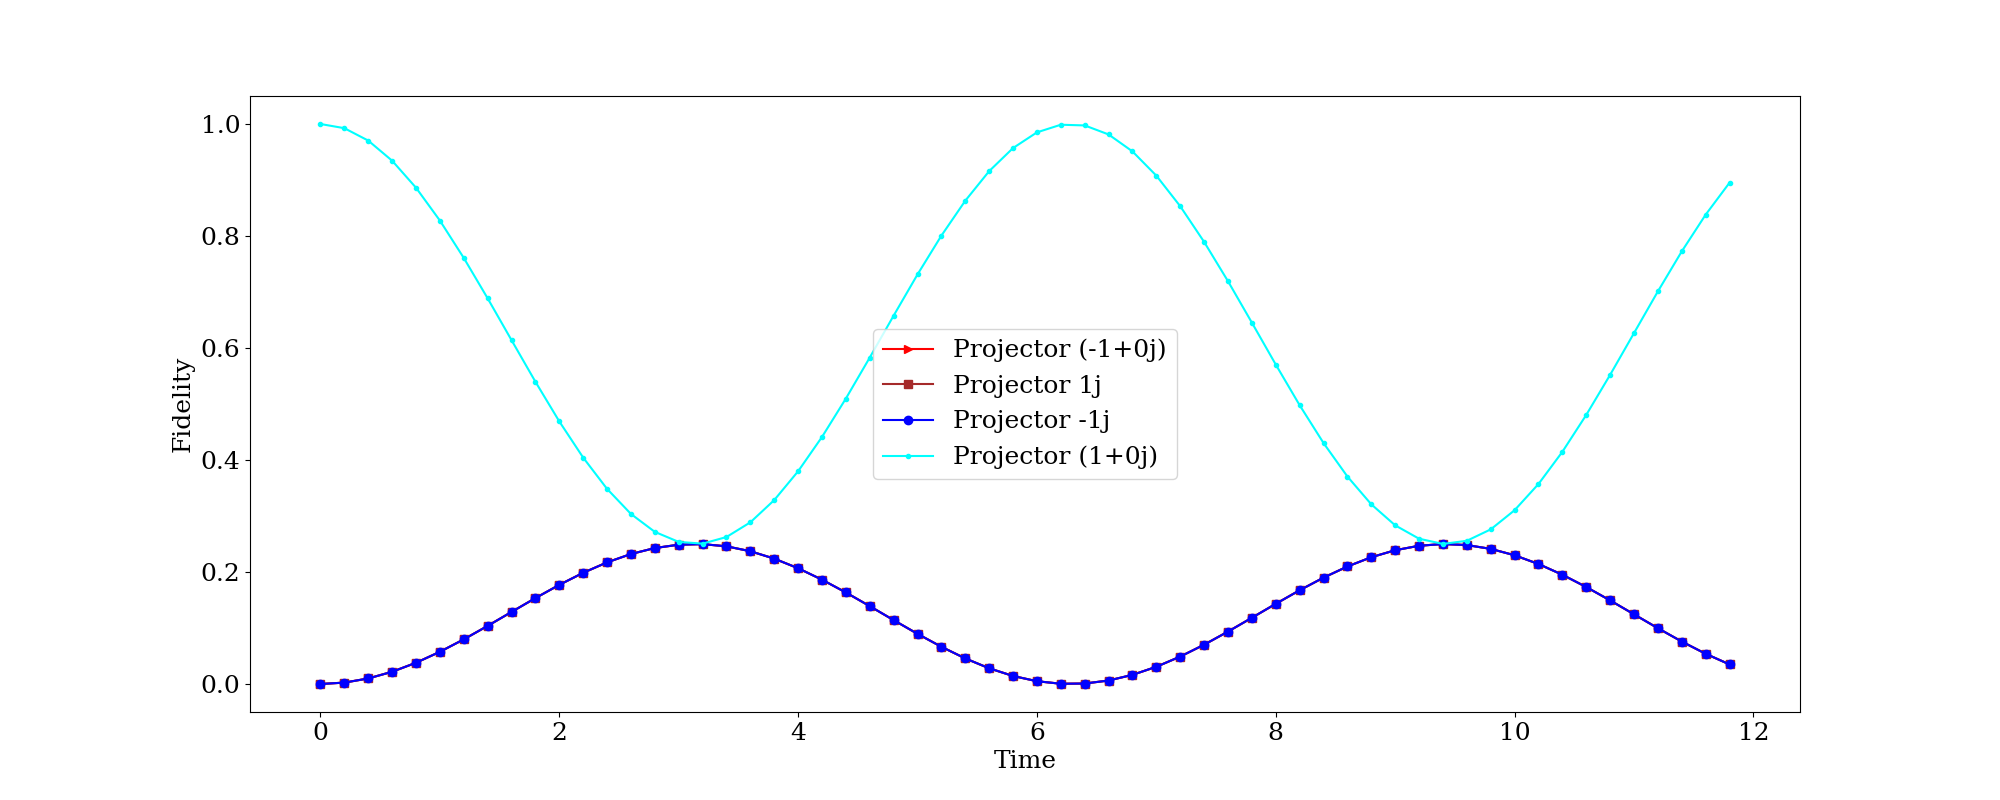 1.0
0.8
0.6
0.4
0.2
0.0
Fidelity
Projector (-1+0j)
Projector 1j
Projector -1j
Projector (1+0j)
0 2 4 6 8 10 12
Time